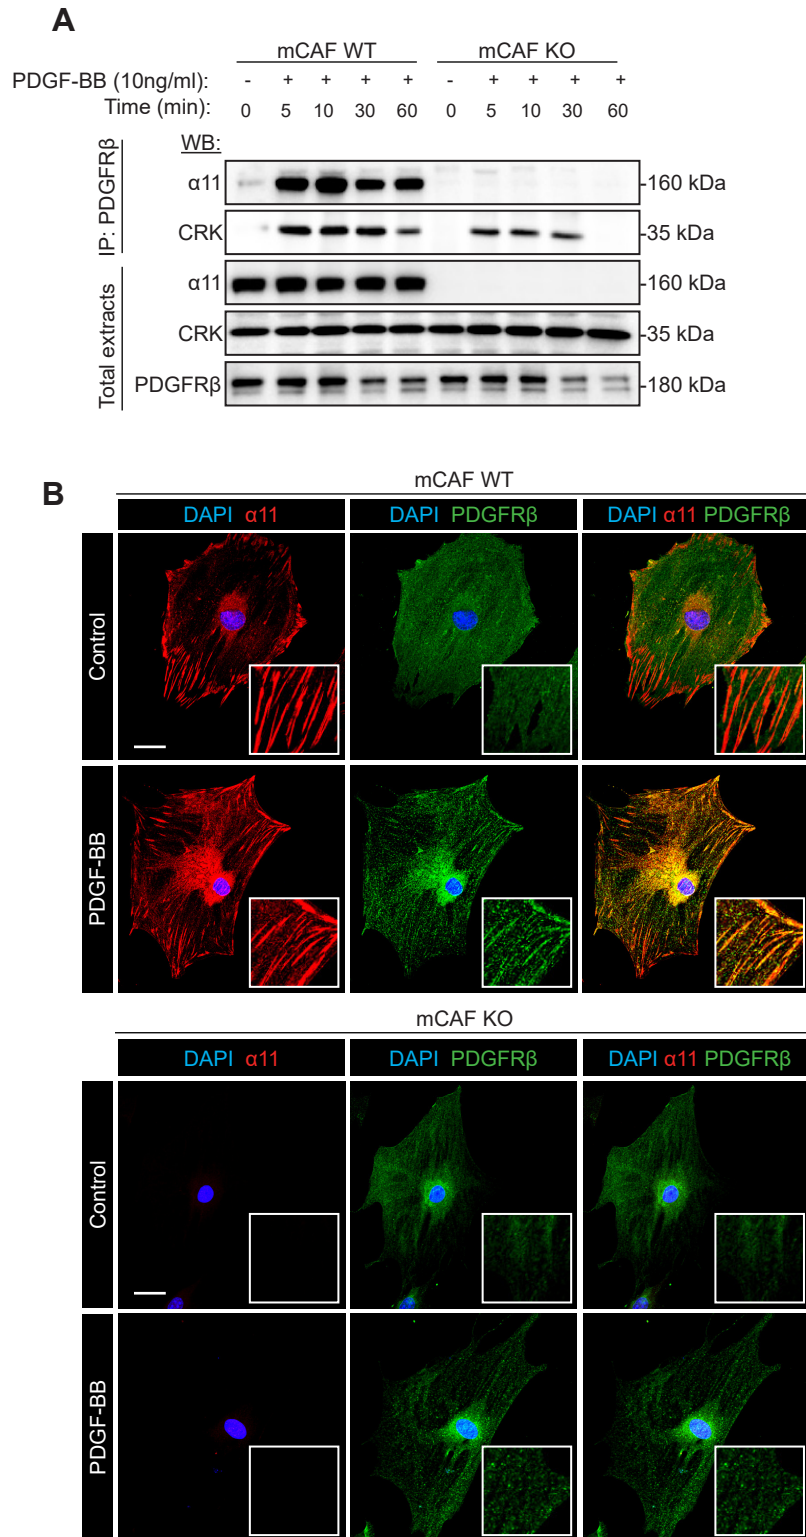 A
mCAF WT mCAF KO
PDGF-BB (10ng/ml): - + + + + - + + + +
Time (min): 0 5 10 30 60 0 5 10 30 60
WB:
IP: PDGFRβ
α11 -160 kDa
CRK -35 kDa
Total extracts
α11 -160 kDa
CRK -35 kDa
PDGFRβ -180 kDa
B
mCAF WT
DAPI α11 DAPI PDGFRβ DAPI α11 PDGFRβ
Control
PDGF-BB
mCAF KO
DAPI α11 DAPI PDGFRβ DAPI α11 PDGFRβ
Control
PDGF-BB